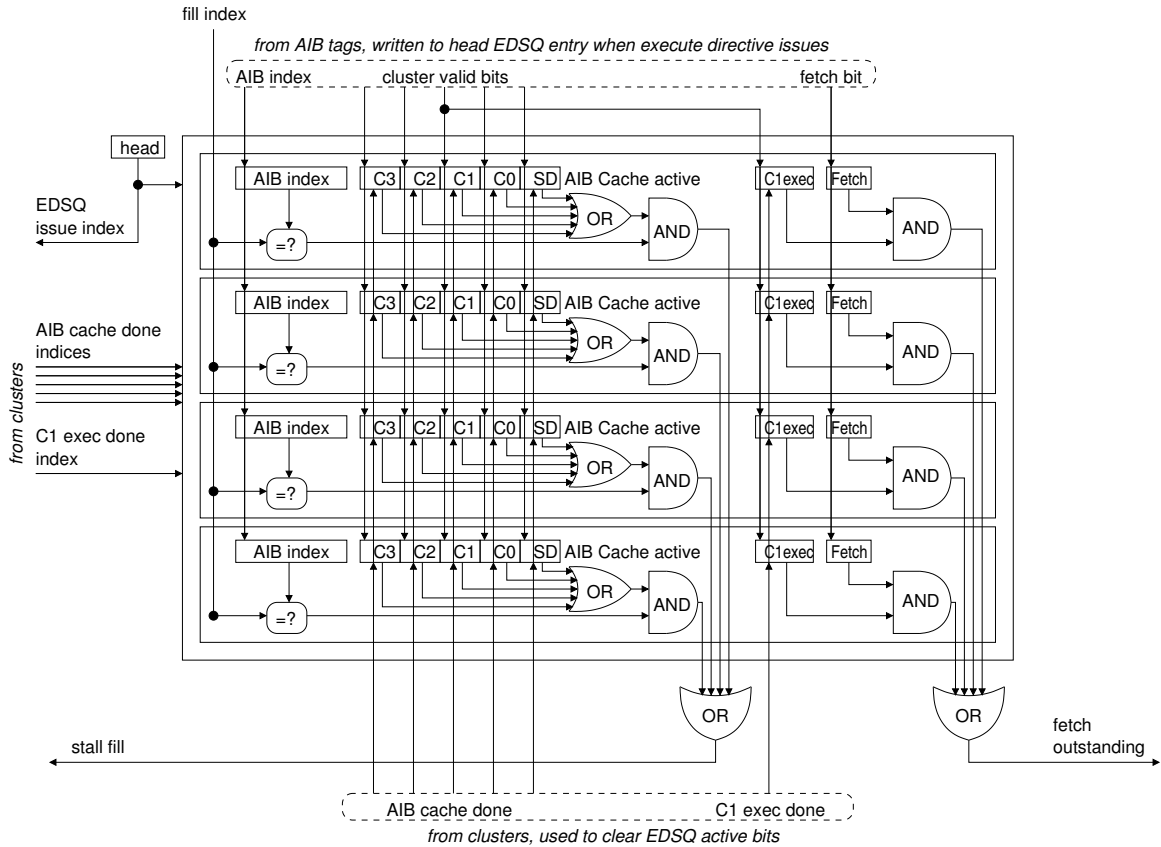 fill index
from AIB tags, written to head EDSQ entry when execute directive issues
AIB index cluster valid bits fetch bit
head
EDSQ
issue index
AIB cache done
indices
from clusters
C1 exec done
index
AIB index C3 C2 C1 C0 SD AIB Cache active C1exec Fetch
=? OR AND AND
AIB index C3 C2 C1 C0 SD AIB Cache active C1exec Fetch
=? OR AND AND
AIB index C3 C2 C1 C0 SD AIB Cache active C1exec Fetch
=? OR AND AND
AIB index C3 C2 C1 C0 SD AIB Cache active C1exec Fetch
=? OR AND AND
OR OR
stall fill
fetch
outstanding
AIB cache done C1 exec done
from clusters, used to clear EDSQ active bits